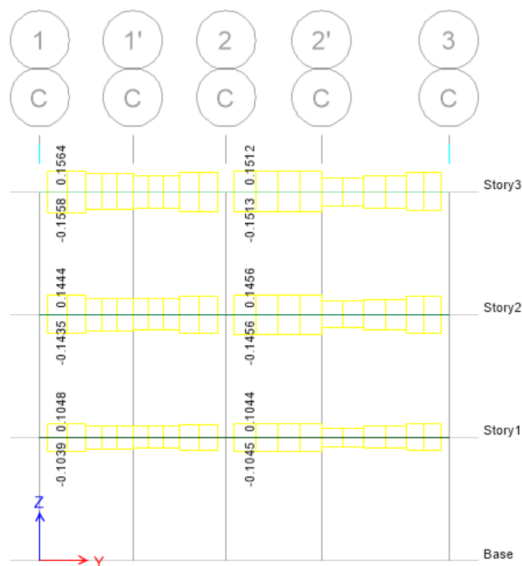 1 1' 2 2' 3
C C C C C
0.1564 0.1512
Story3
-0.1558 -0.1513
0.1444 0.1456
Story2
-0.1435 -0.1456
0.1048 0.1044
Story1
-0.1039 -0.1045
Z
Base
Y